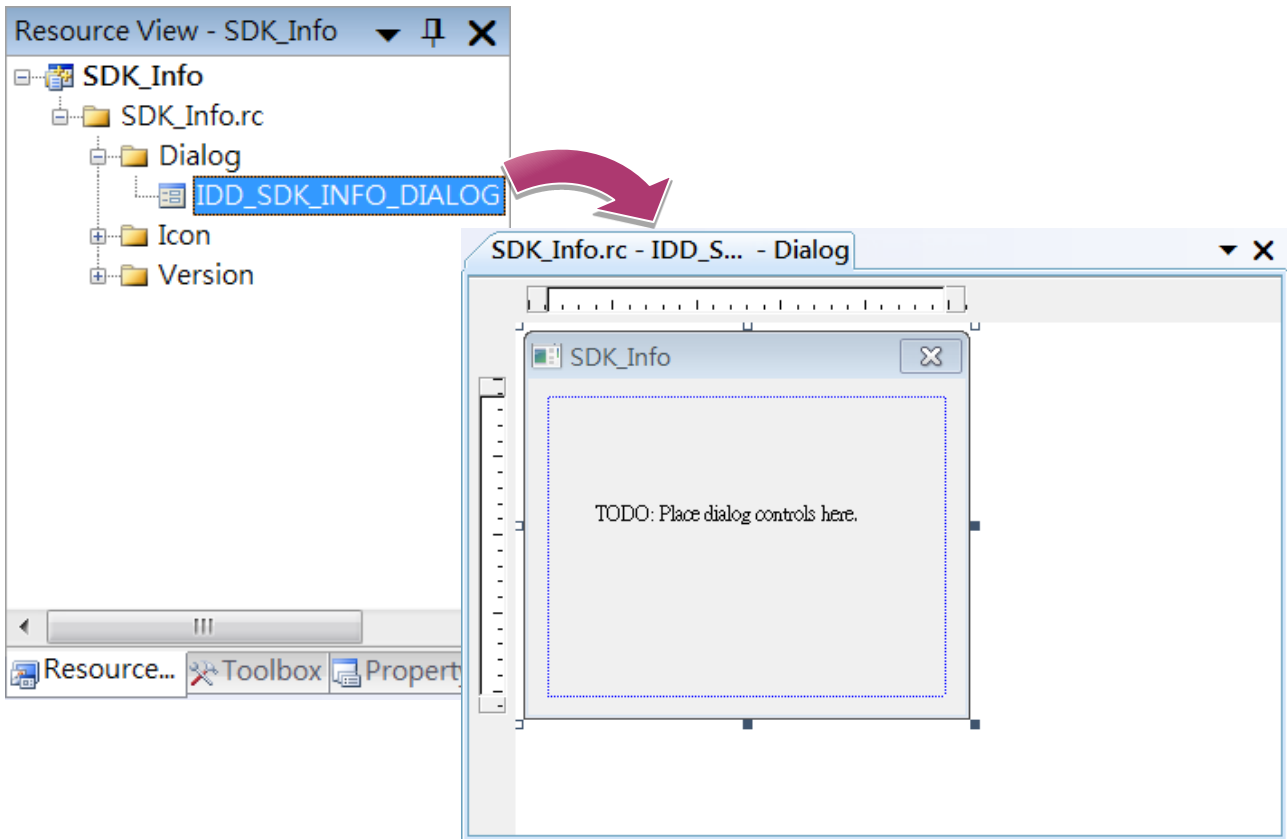 Resource View - SDK_Info
SDK_Info
SDK_Info.rc
Dialog
IDD_SDK_INFO_DIALOG
Icon
Version
Resource... Toolbox Property
SDK_Info.rc - IDD_S... - Dialog
SDK_Info
TODO: Place dialog controls here.